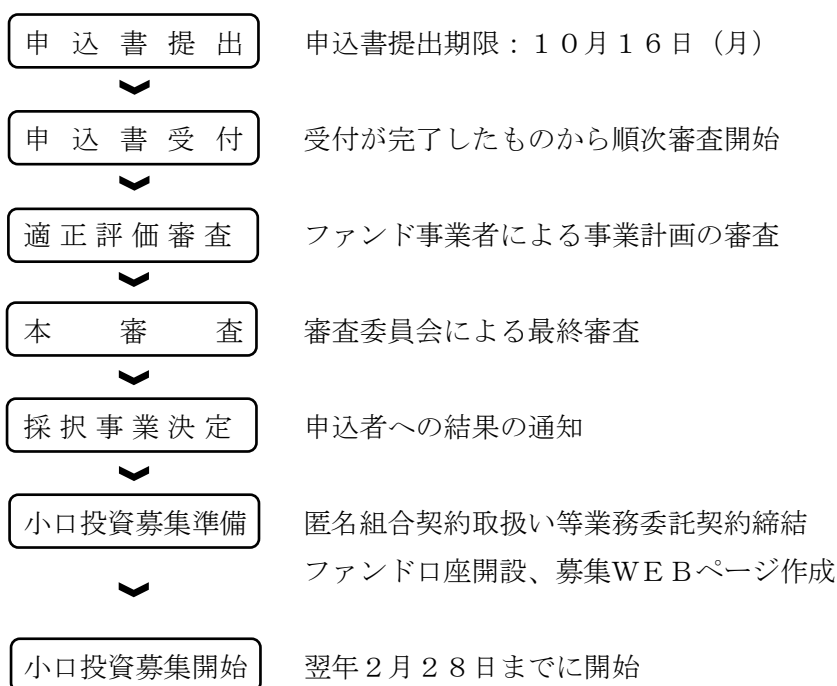 申込書提出 申込書提出期限：１０月１６日（月）
申込書受付 受付が完了したものから順次審査開始
適正評価審査 ファンド事業者による事業計画の審査
本審査 審査委員会による最終審査
採択事業決定 申込者への結果の通知
小口投資募集準備 匿名組合契約取扱い等業務委託契約締結
ファンド口座開設、募集ＷＥＢページ作成
小口投資募集開始 翌年２月２８日までに開始